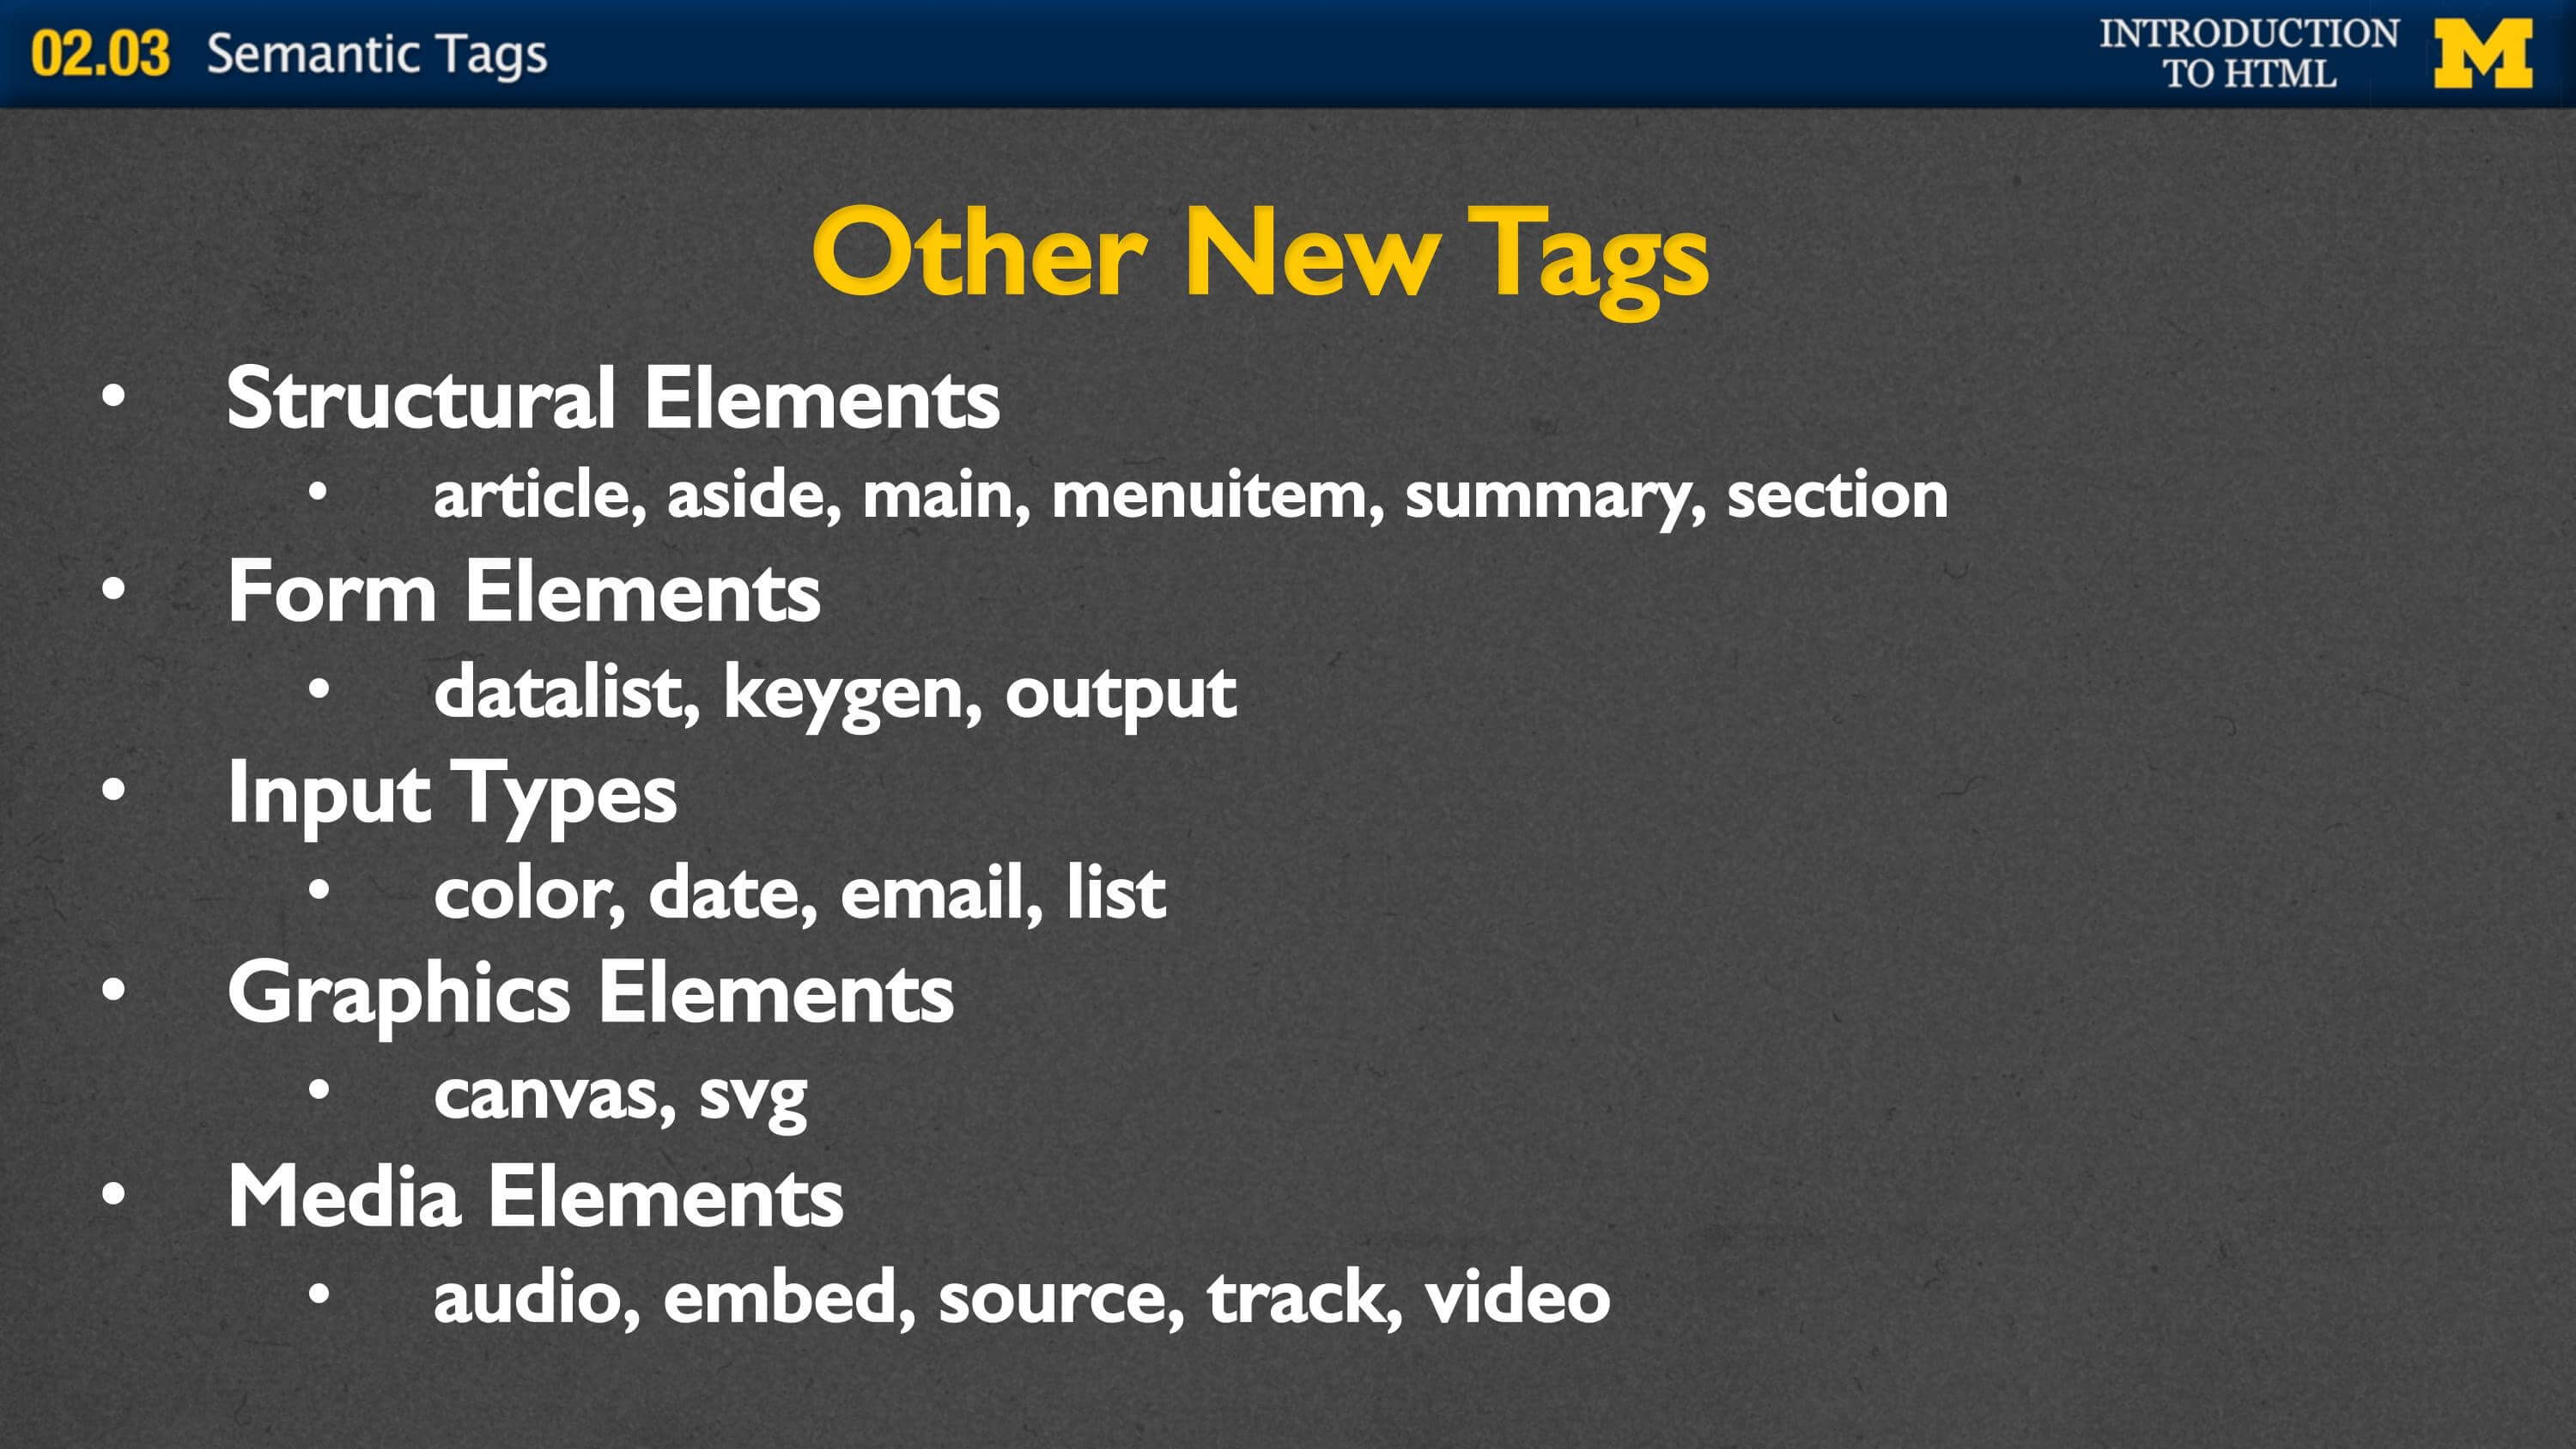 02.03 Semantic Tags
INTRODUCTION
TO HTML
M
Other New Tags
• Structural Elements
• article, aside, main, menuitem, summary, section
• Form Elements
• datalist, keygen, output
• Input Types
• color, date, email, list
• Graphics Elements
• canvas, svg
• Media Elements
• audio, embed, source, track, video